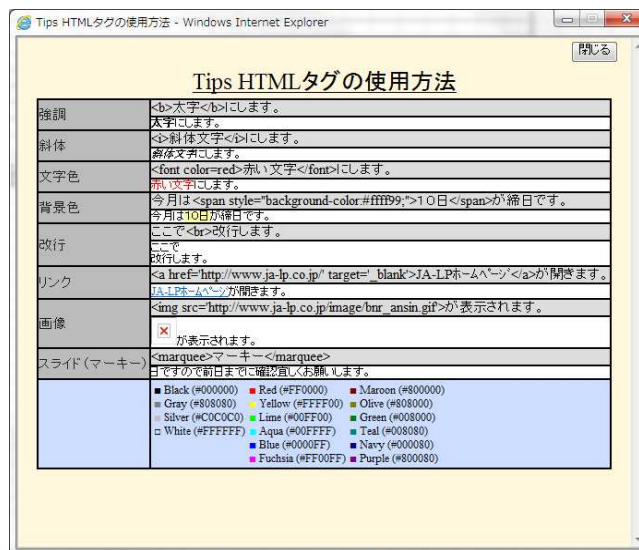 Tips HTMLタグの使用方法 - Windows Internet Explorer
閉じる
Tips HTMLタグの使用方法
強調
<b>太字</b>にします。
太字にします。
斜体
<i>斜体文字</i>にします。
斜体文字にします。
文字色
<font color=red>赤い文字</font>にします。
赤い文字にします。
背景色
今月は<span style="background-color:#ffff99;">10日</span>が締日です。
今月は10日が締日です。
改行
ここで<br>改行します。
ここで
改行します。
リンク
<a href='http://www.ja-lp.co.jp/' target='_blank'>JA-LPホームページ</a>が開きます。
JA-LPホームページが開きます。
画像
<img src='http://www.ja-lp.co.jp/image/bnr_ansin.gif'>が表示されます。
が表示されます。
スライド(マーキー)
<marquee>マーキー</marquee>
日ですので前日までに確認宜しくお願いします。
Black (#000000) Red (#FF0000) Maroon (#800000)
Gray (#808080) Yellow (#FFFF00) Olive (#808000)
Silver (#C0C0C0) Lime (#00FF00) Green (#008000)
White (#FFFFFF) Aqua (#00FFFF) Teal (#008080)
Blue (#0000FF) Navy (#000080)
Fuchsia (#FF00FF) Purple (#800080)